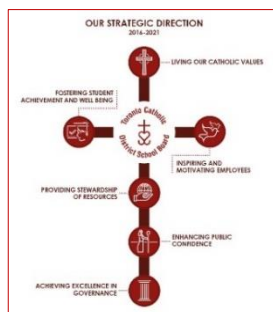 OUR STRATEGIC DIRECTION
2016-2021
LIVING OUR CATHOLIC VALUES
FOSTERING STUDENT
ACHIEVEMENT AND WELL BEING
Toronto Catholic
District School Board
INSPIRING AND
MOTIVATING EMPLOYEES
PROVIDING STEWARDSHIP
OF RESOURCES
ENHANCING PUBLIC
CONFIDENCE
ACHIEVING EXCELLENCE IN
GOVERNANCE